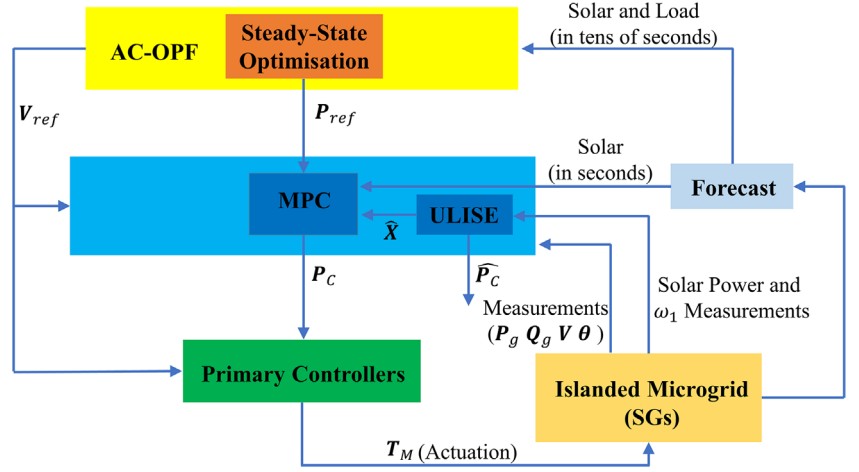 Solar and Load
(in tens of seconds)
Steady-State
Optimisation
AC-OPF
V_ref
P_ref
Solar
(in seconds)
Forecast
MPC
ULISE
X̂
P_C
P̂_C
Solar Power and
ω₁ Measurements
Measurements
(P_g Q_g V θ )
Primary Controllers
Islanded Microgrid
(SGs)
T_M (Actuation)